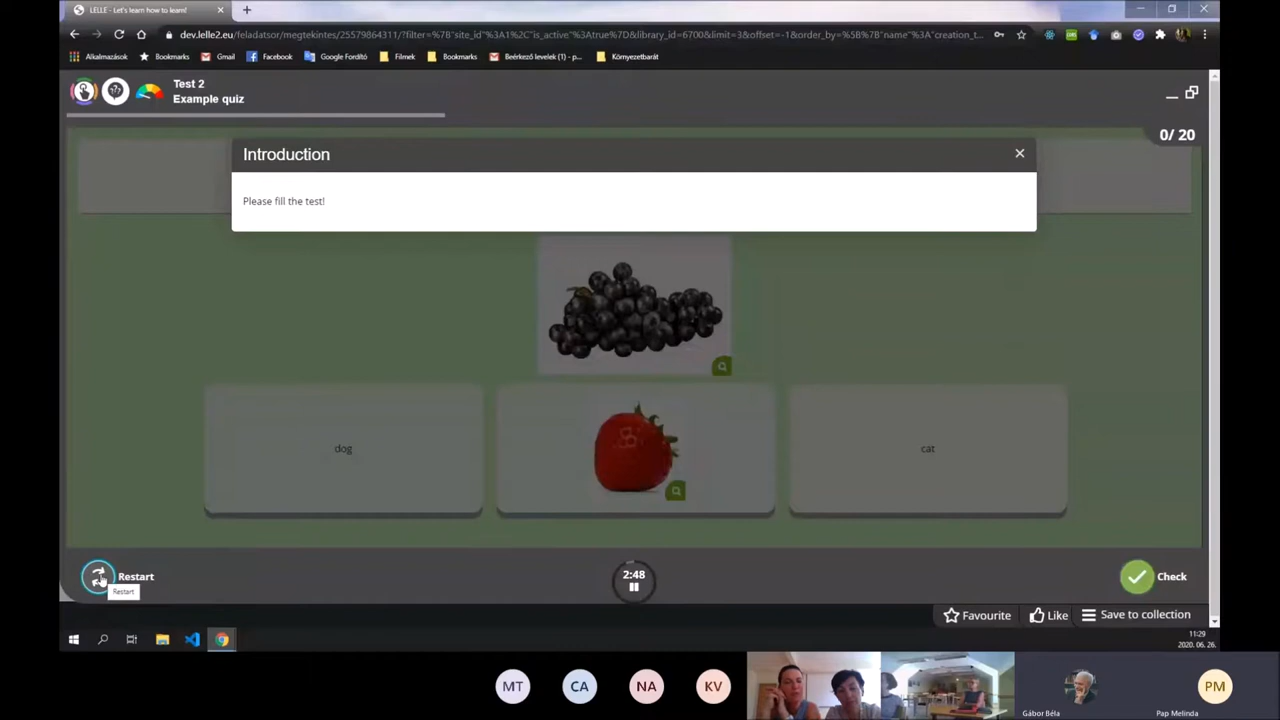 LELLE - Let's learn how to learn!
dev.lelle2.eu/feladatsor/megtekintes/25579864311/?filter=%7B"site_id"%3A1%2C"is_active"%3Atrue%7D&library_id=6700&limit=3&offset=-1&order_by=%5B%7B"name"%3A"creation_t...
Alkalmazások Bookmarks Gmail Facebook Google Fordító Filmek Bookmarks Beérkező levelek (1) - p... Környezetbarát
Test 2
Example quiz
0/ 20
Introduction
Please fill the test!
dog
cat
Restart
2:48
Check
Restart
Favourite Like Save to collection
11:29
2020. 06. 26.
MT CA NA KV PM
Gábor Béla Pap Melinda